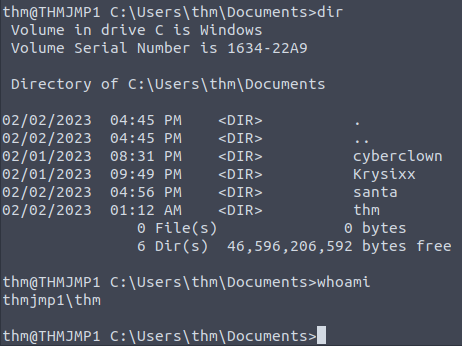 thm@THMJMP1 C:\Users\thm\Documents>dir
 Volume in drive C is Windows
 Volume Serial Number is 1634-22A9

 Directory of C:\Users\thm\Documents

02/02/2023  04:45 PM    <DIR>          .
02/02/2023  04:45 PM    <DIR>          ..
02/01/2023  08:31 PM    <DIR>          cyberclown
02/01/2023  09:49 PM    <DIR>          Krysixx
02/02/2023  04:56 PM    <DIR>          santa
02/02/2023  01:12 AM    <DIR>          thm
               0 File(s)              0 bytes
               6 Dir(s)  46,596,206,592 bytes free

thm@THMJMP1 C:\Users\thm\Documents>whoami
thmjmp1\thm

thm@THMJMP1 C:\Users\thm\Documents>